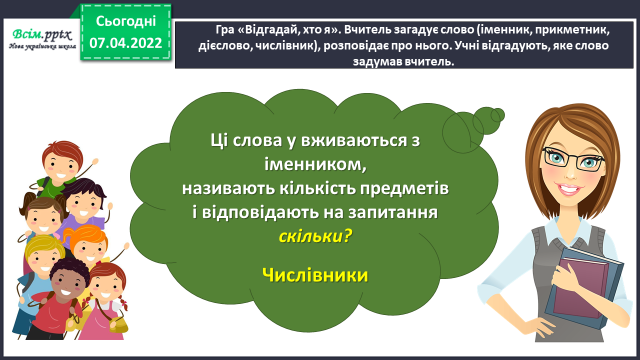 Всім.pptx
Нова українська школа
Сьогодні
07.04.2022
Гра «Відгадай, хто я». Вчитель загадує слово (іменник, прикметник,
дієслово, числівник), розповідає про нього. Учні відгадують, яке слово
задумав вчитель.
Ці слова у вживаються з
іменником,
називають кількість предметів
і відповідають на запитання
скільки?
Числівники